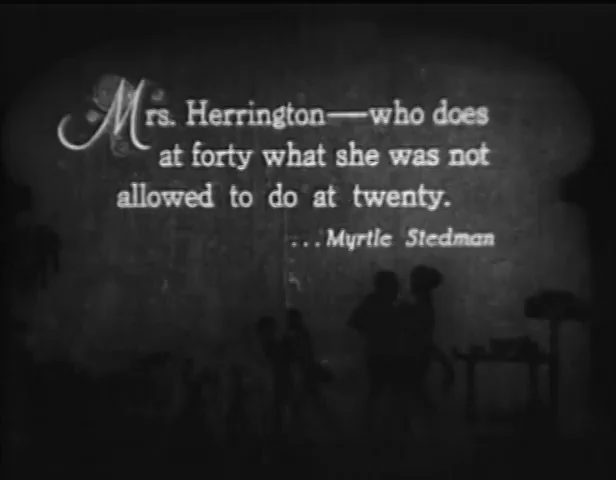 Mrs. Herrington—who does
at forty what she was not
allowed to do at twenty.
...Myrtle Stedman